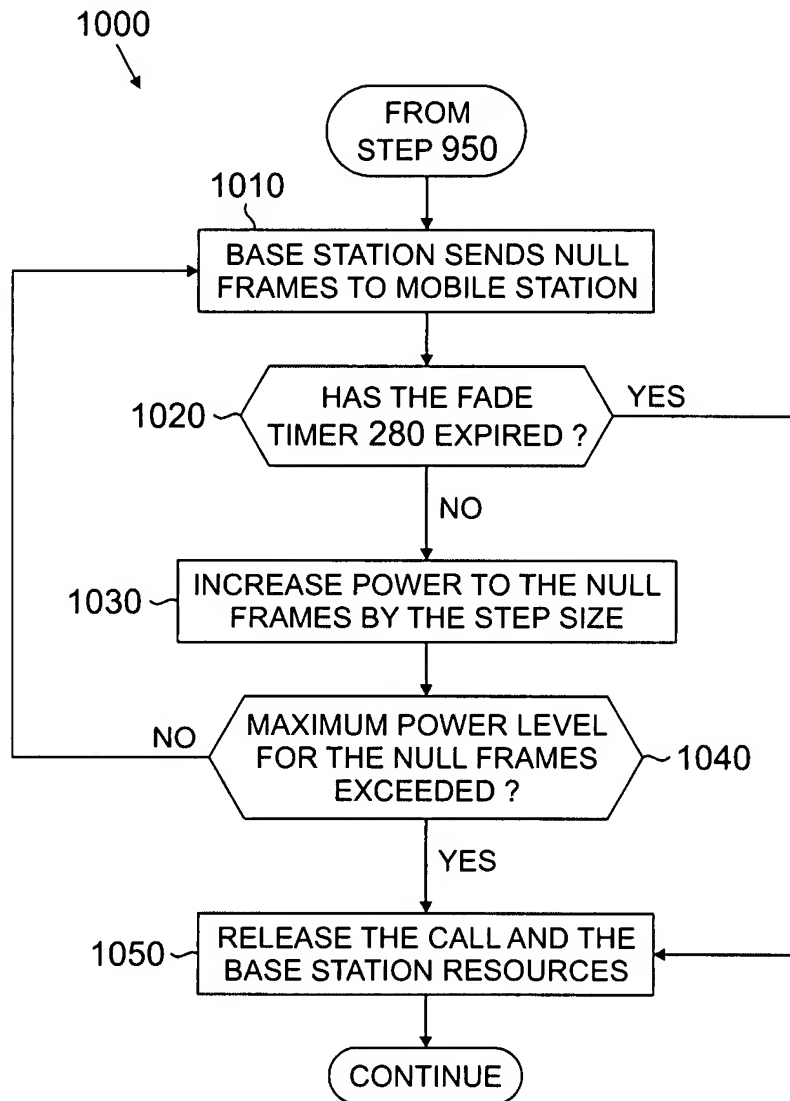 1000
FROM
STEP 950
1010
BASE STATION SENDS NULL
FRAMES TO MOBILE STATION
1020
HAS THE FADE
TIMER 280 EXPIRED ?
YES
NO
1030
INCREASE POWER TO THE NULL
FRAMES BY THE STEP SIZE
NO
MAXIMUM POWER LEVEL
FOR THE NULL FRAMES
EXCEEDED ?
1040
YES
1050
RELEASE THE CALL AND THE
BASE STATION RESOURCES
CONTINUE